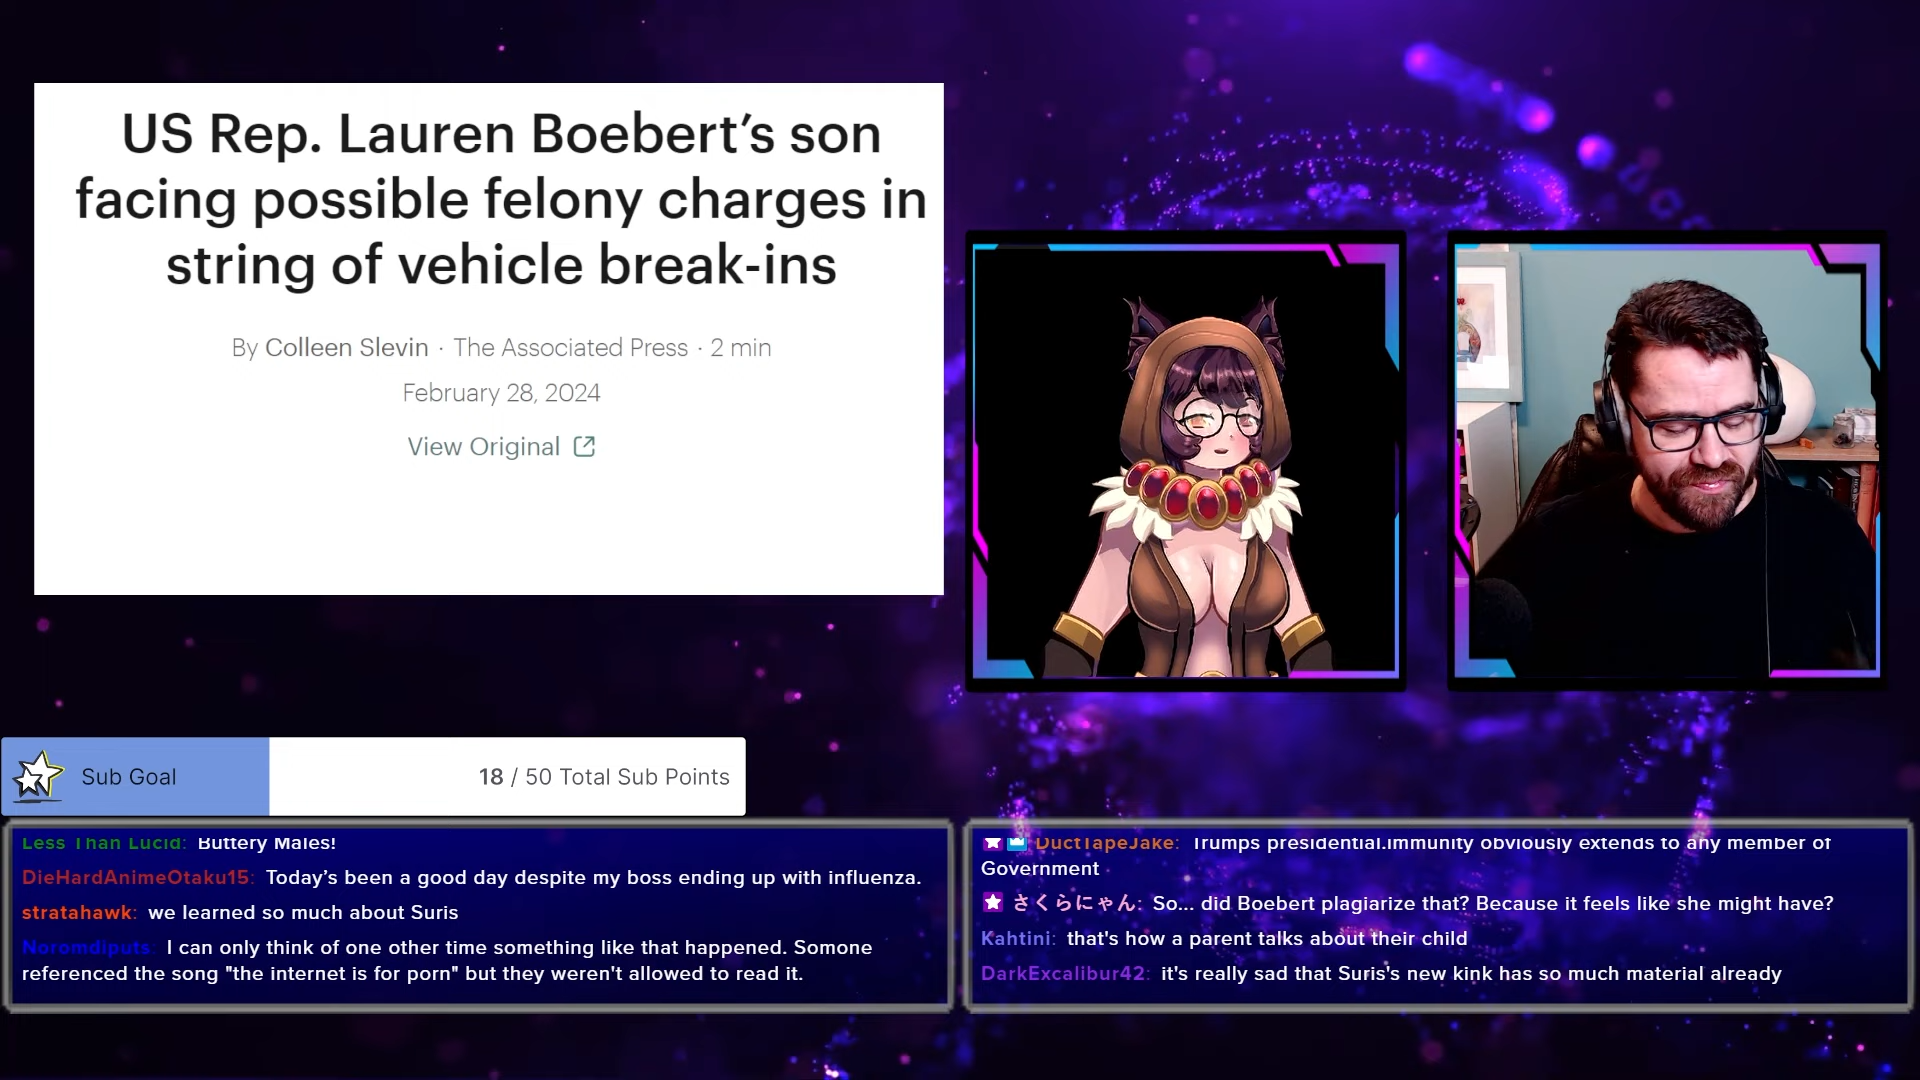 US Rep. Lauren Boebert’s son
facing possible felony charges in
string of vehicle break-ins
By Colleen Slevin · The Associated Press · 2 min
February 28, 2024
View Original
Sub Goal
18 / 50 Total Sub Points
Less Than Lucid: Buttery Males!
DieHardAnimeOtaku15: Today’s been a good day despite my boss ending up with influenza.
stratahawk: we learned so much about Suris
Noromdiputs: I can only think of one other time something like that happened. Somone
referenced the song "the internet is for porn" but they weren't allowed to read it.
DuctTapeJake: Trumps presidential.immunity obviously extends to any member of
Government
さくらにゃん: So... did Boebert plagiarize that? Because it feels like she might have?
Kahtini: that's how a parent talks about their child
DarkExcalibur42: it's really sad that Suris's new kink has so much material already